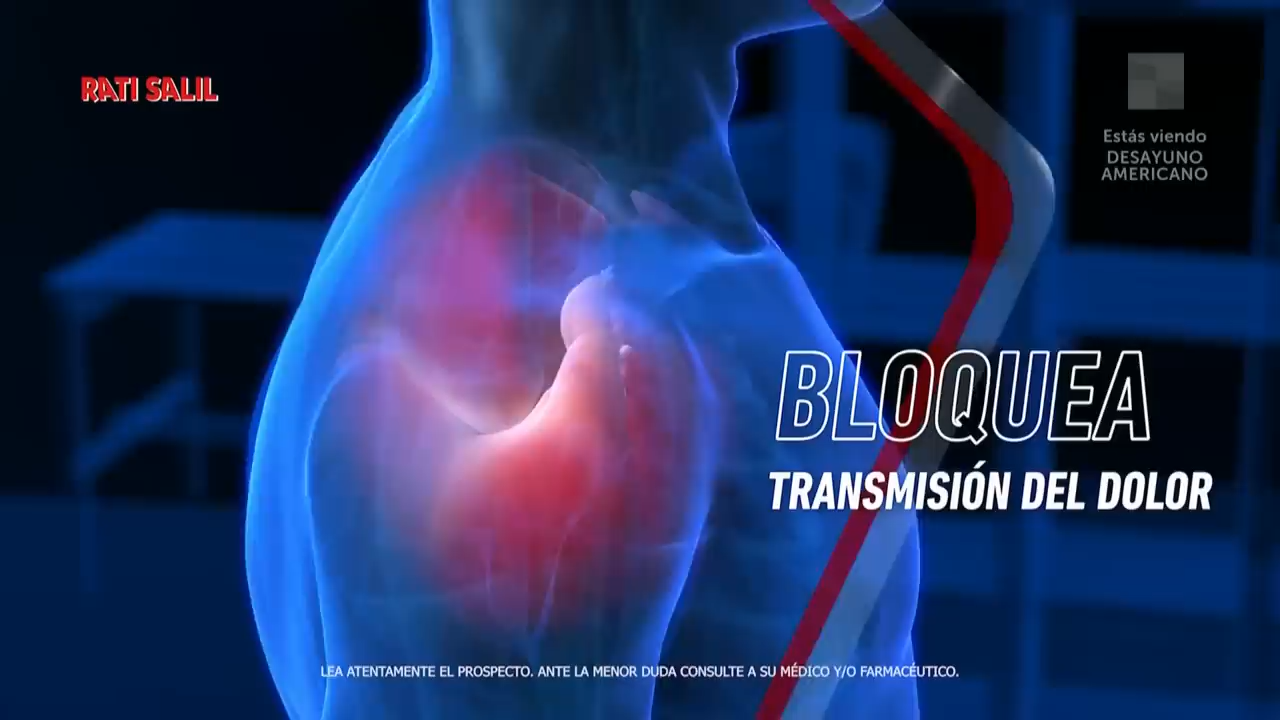 RATI SALIL
Estás viendo
DESAYUNO
AMERICANO
BLOQUEA
TRANSMISIÓN DEL DOLOR
LEA ATENTAMENTE EL PROSPECTO. ANTE LA MENOR DUDA CONSULTE A SU MÉDICO Y/O FARMACÉUTICO.